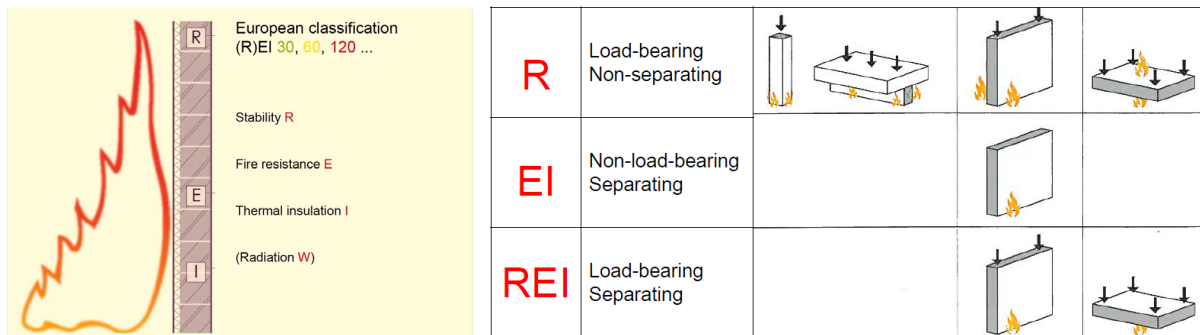 European classification
(R)EI 30, 60, 120 ...
R
Stability R
Fire resistance E
E
Thermal insulation I
(Radiation W)
I
R
Load-bearing
Non-separating
EI
Non-load-bearing
Separating
REI
Load-bearing
Separating